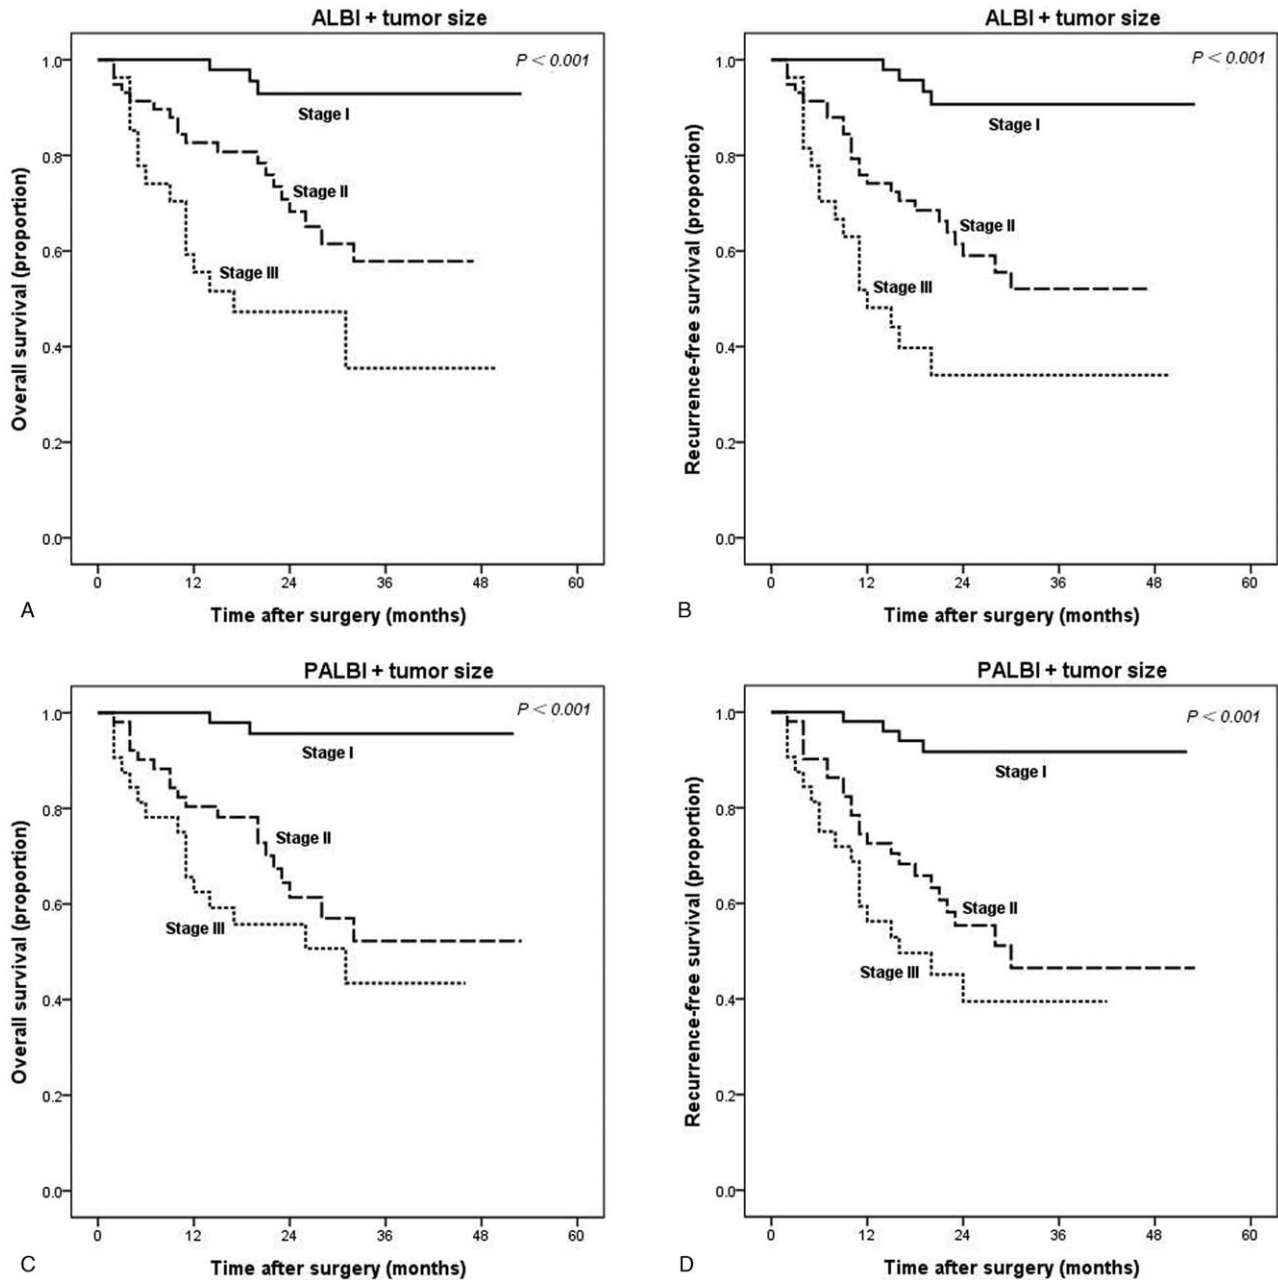 ALBI + tumor size
P < 0.001
Overall survival (proportion)
1.0
0.8
0.6
0.4
0.2
0.0
Stage I
Stage II
Stage III
0 12 24 36 48 60
Time after surgery (months)
A
ALBI + tumor size
P < 0.001
Recurrence-free survival (proportion)
1.0
0.8
0.6
0.4
0.2
0.0
Stage I
Stage II
Stage III
0 12 24 36 48 60
Time after surgery (months)
B
PALBI + tumor size
P < 0.001
Overall survival (proportion)
1.0
0.8
0.6
0.4
0.2
0.0
Stage I
Stage II
Stage III
0 12 24 36 48 60
Time after surgery (months)
C
PALBI + tumor size
P < 0.001
Recurrence-free survival (proportion)
1.0
0.8
0.6
0.4
0.2
0.0
Stage I
Stage II
Stage III
0 12 24 36 48 60
Time after surgery (months)
D